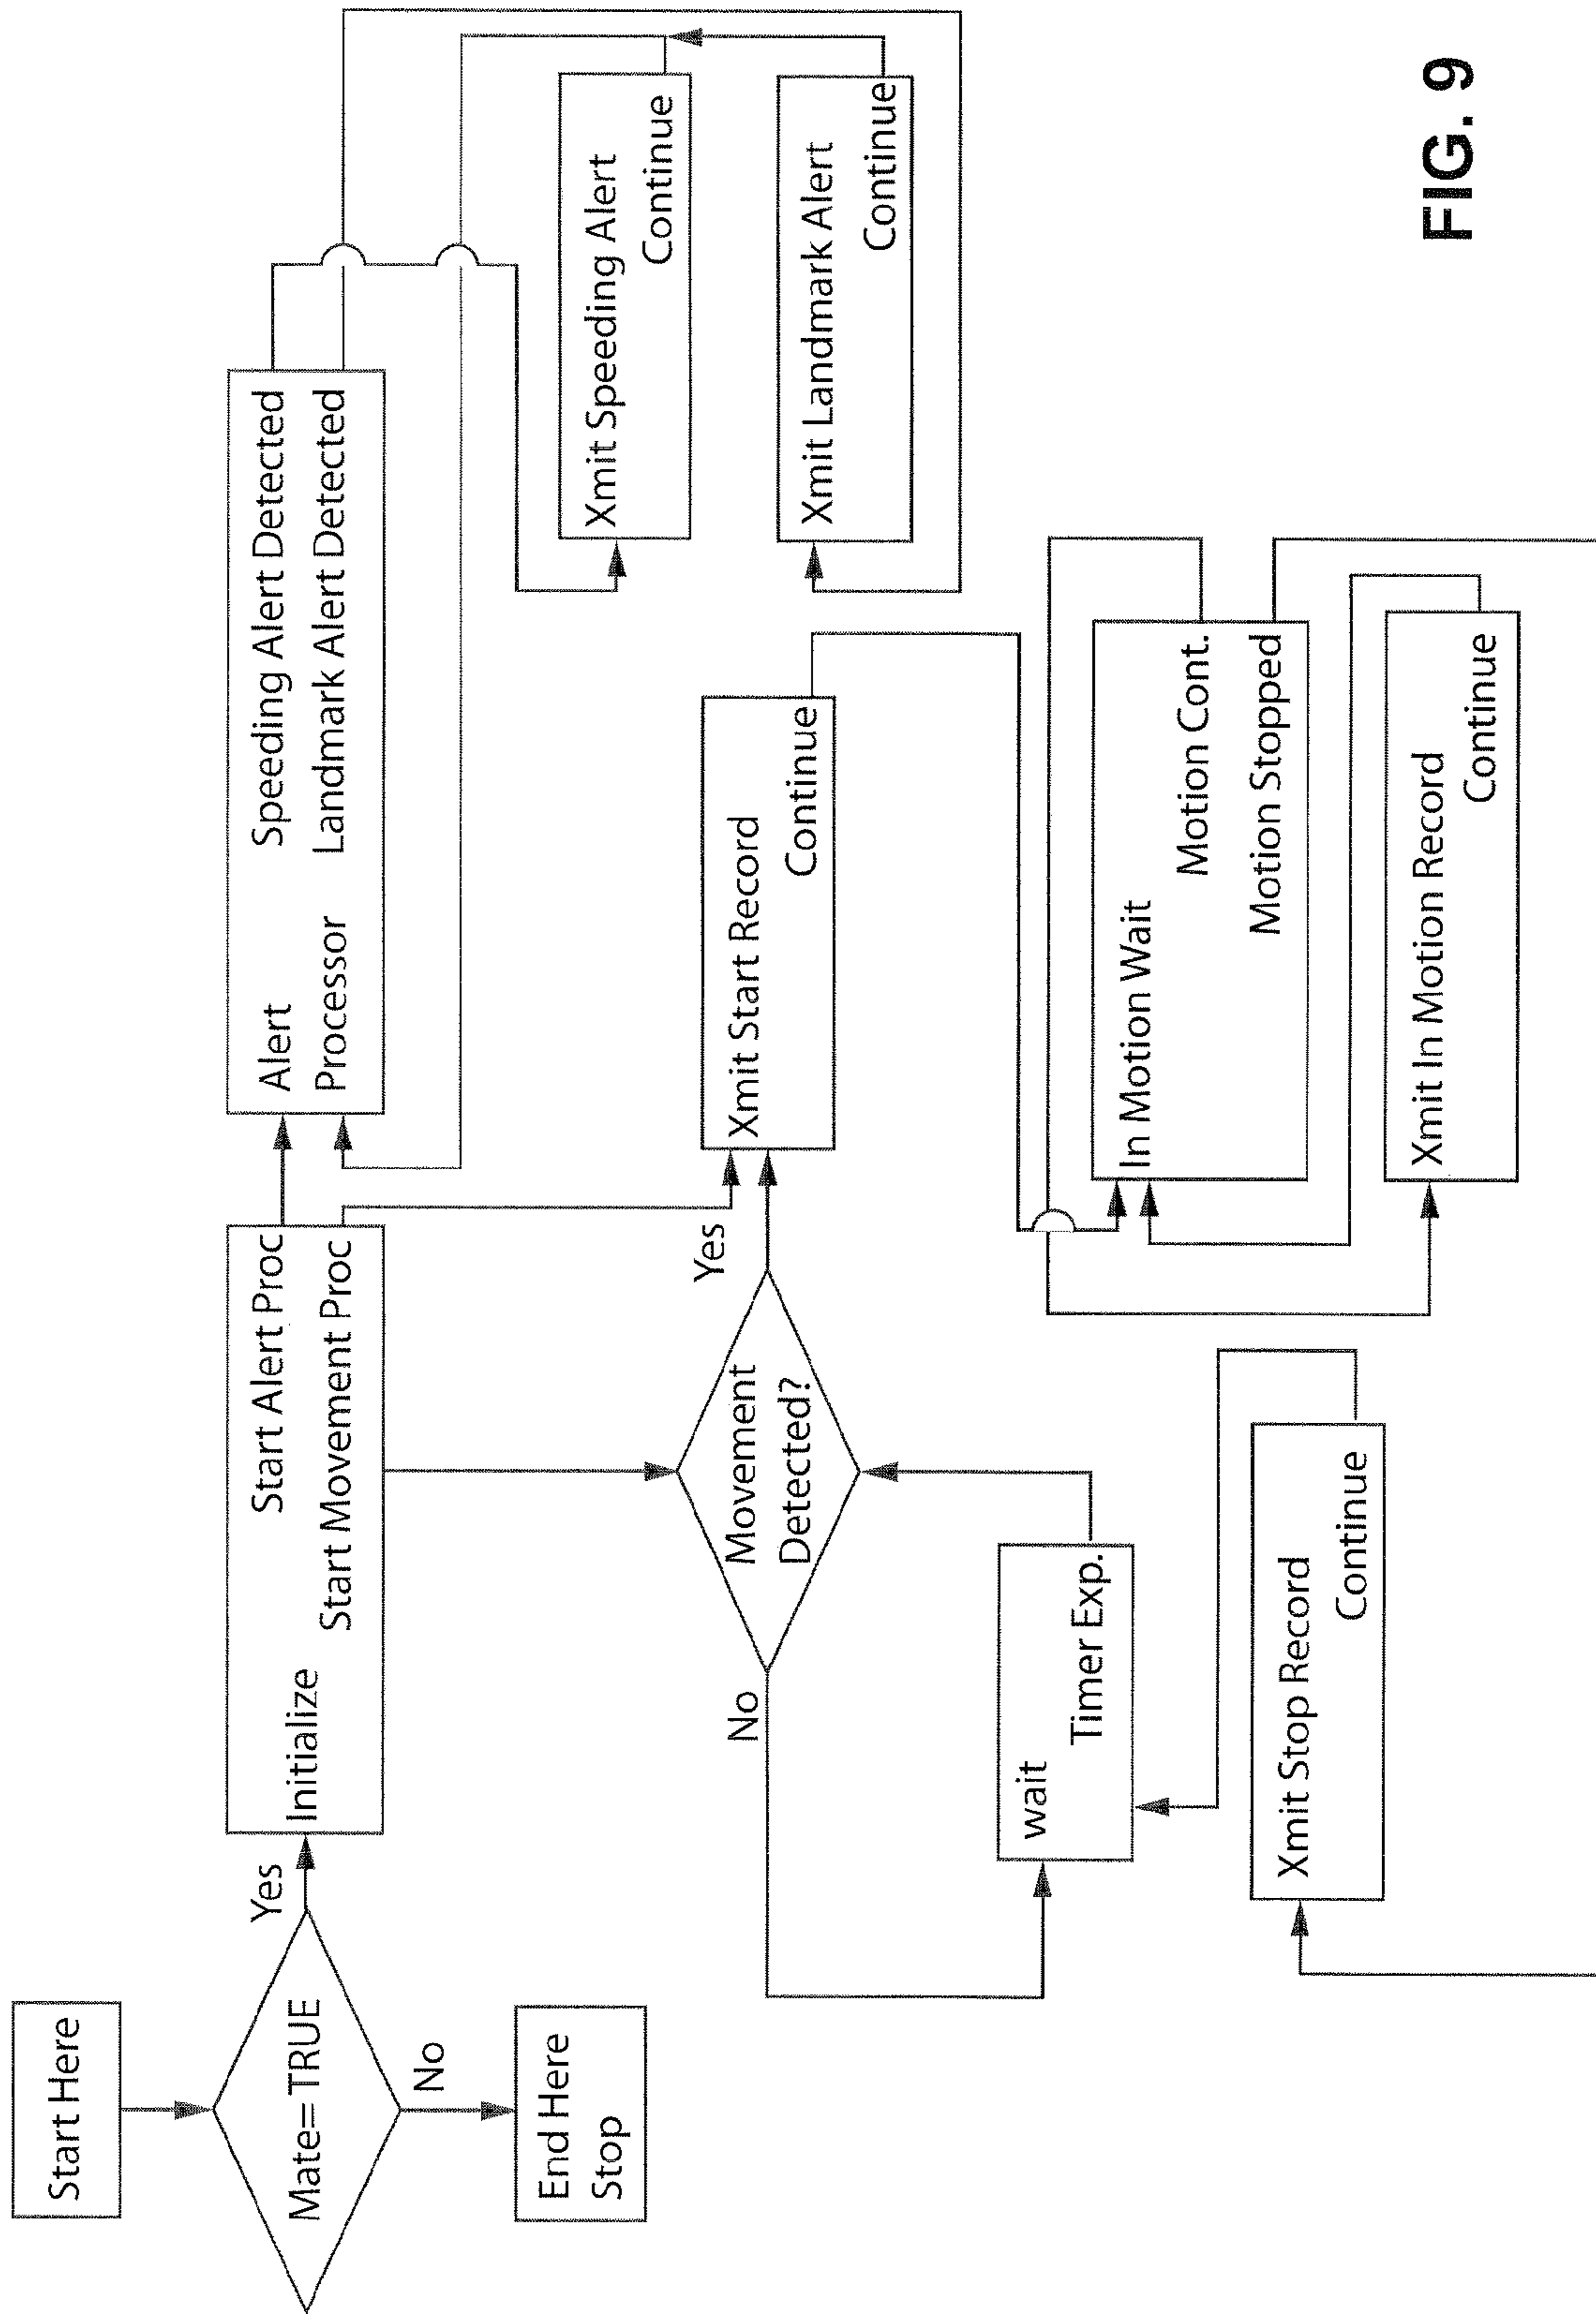 Start Here
Mate= TRUE
Yes
No
End Here
Stop
Initialize
Start Alert Proc
Start Movement Proc
Alert
Processor
Speeding Alert Detected
Landmark Alert Detected
Xmit Speeding Alert
Continue
Xmit Landmark Alert
Continue
Movement
Detected?
Yes
No
Xmit Start Record
Continue
wait
Timer Exp.
In Motion Wait
Motion Cont.
Motion Stopped
Xmit Stop Record
Continue
Xmit In Motion Record
Continue
FIG. 9